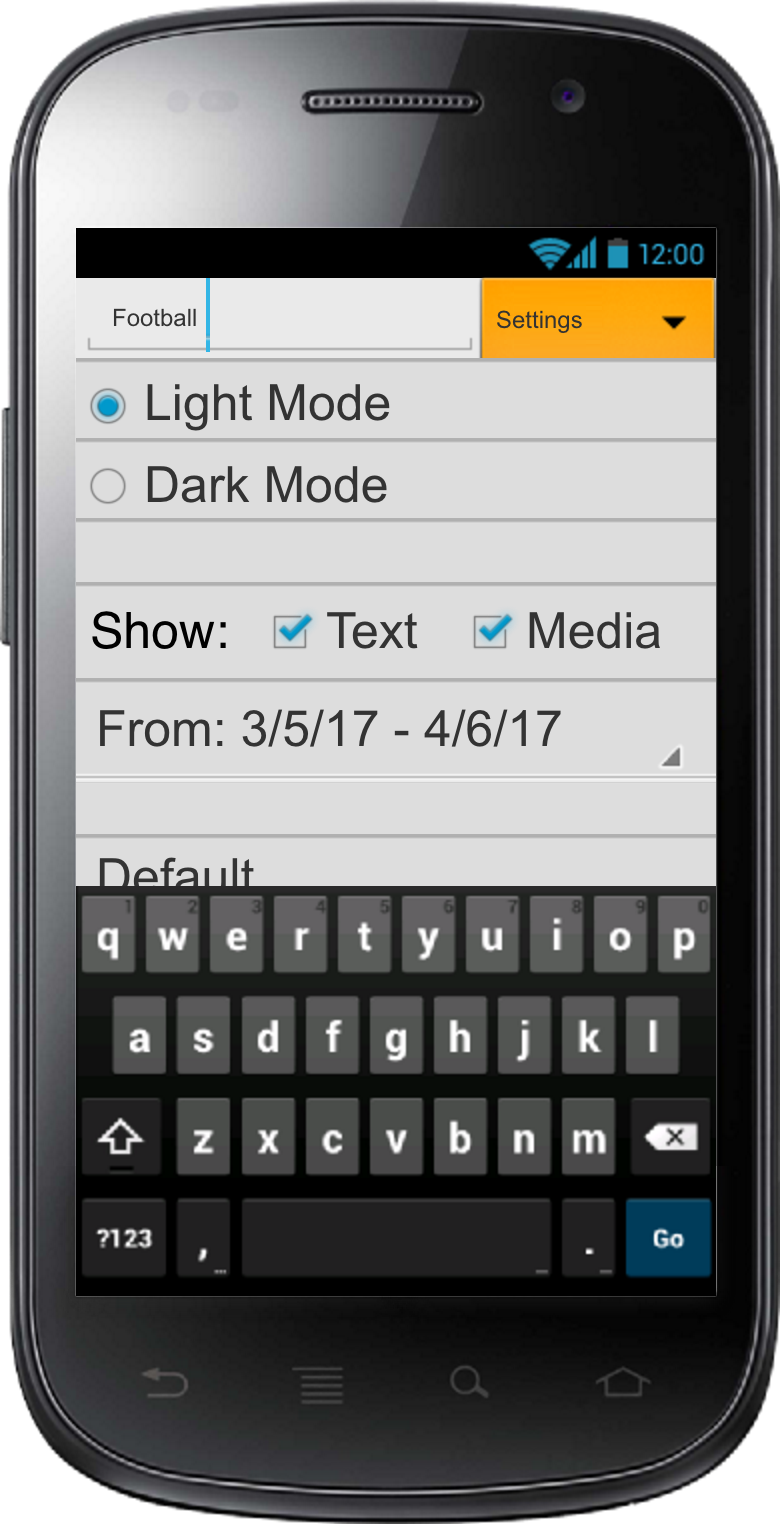 12:00
Football
Settings
Light Mode
Dark Mode
Show: Text Media
From: 3/5/17 - 4/6/17
Default
1 2 3 4 5 6 7 8 9 0
q w e r t y u i o p
a s d f g h j k l
z x c v b n m
?123 , ... _ . ... Go